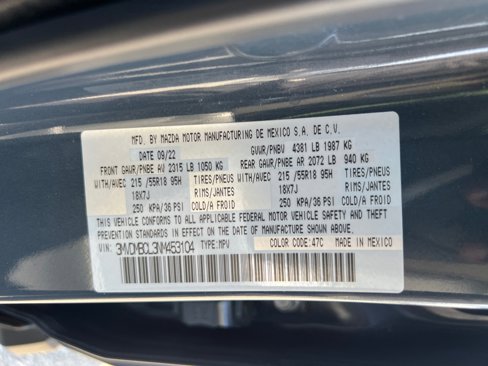 MFD. BY MAZDA MOTOR MANUFACTURING DE MEXICO S.A. DE C.V.
DATE 09/22 GVWR/PNBV 4381 LB 1987 KG
FRONT GAWR/PNBE AV 2315 LB 1050 KG REAR GAWR/PNBE AR 2072 LB 940 KG
WITH/AVEC 215 /55R18 95H TIRES/PNEUS WITH/AVEC 215 /55R18 95H TIRES/PNEUS
18X7J RIMS/JANTES 18X7J RIMS/JANTES
250 KPA/36 PSI COLD/A FROID 250 KPA/36 PSI COLD/A FROID
THIS VEHICLE CONFORMS TO ALL APPLICABLE FEDERAL MOTOR VEHICLE SAFETY AND THEFT
PREVENTION STANDARDS IN EFFECT ON THE DATE OF MANUFACTURE SHOWN ABOVE.
VIN: 3MVDMBCL3NM453104 TYPE:MPV COLOR CODE:47C MADE IN MEXICO